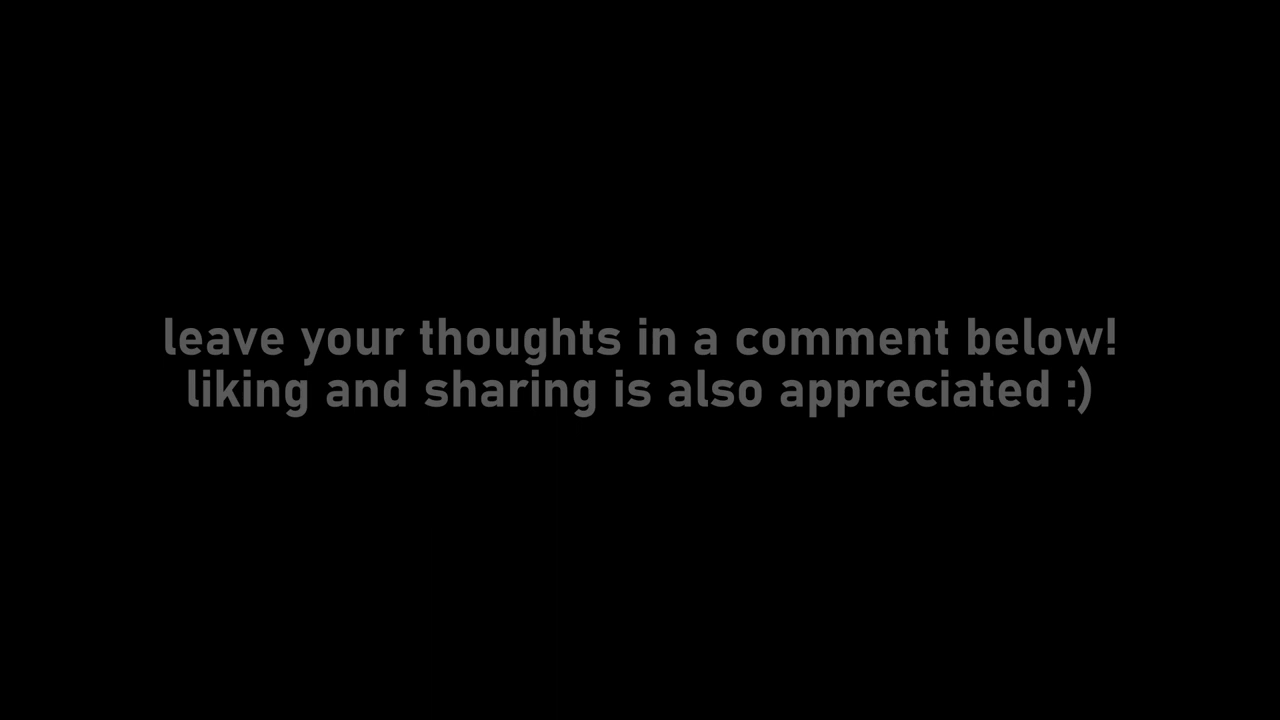 leave your thoughts in a comment below!
liking and sharing is also appreciated :)